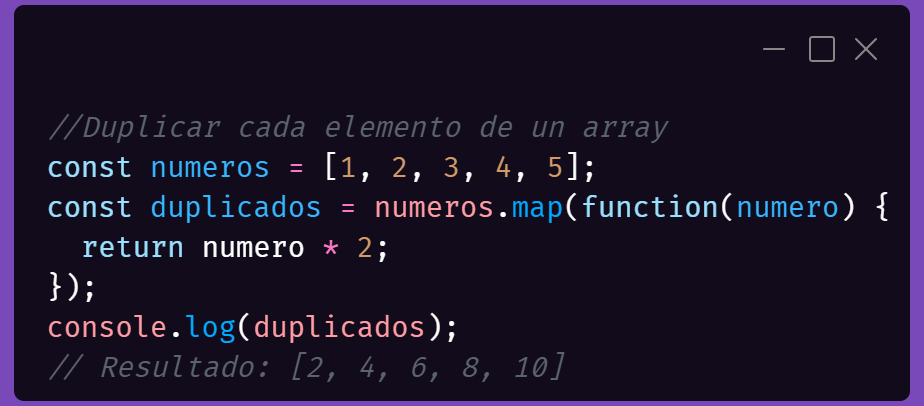 //Duplicar cada elemento de un array
const numeros = [1, 2, 3, 4, 5];
const duplicados = numeros.map(function(numero) {
  return numero * 2;
});
console.log(duplicados);
// Resultado: [2, 4, 6, 8, 10]